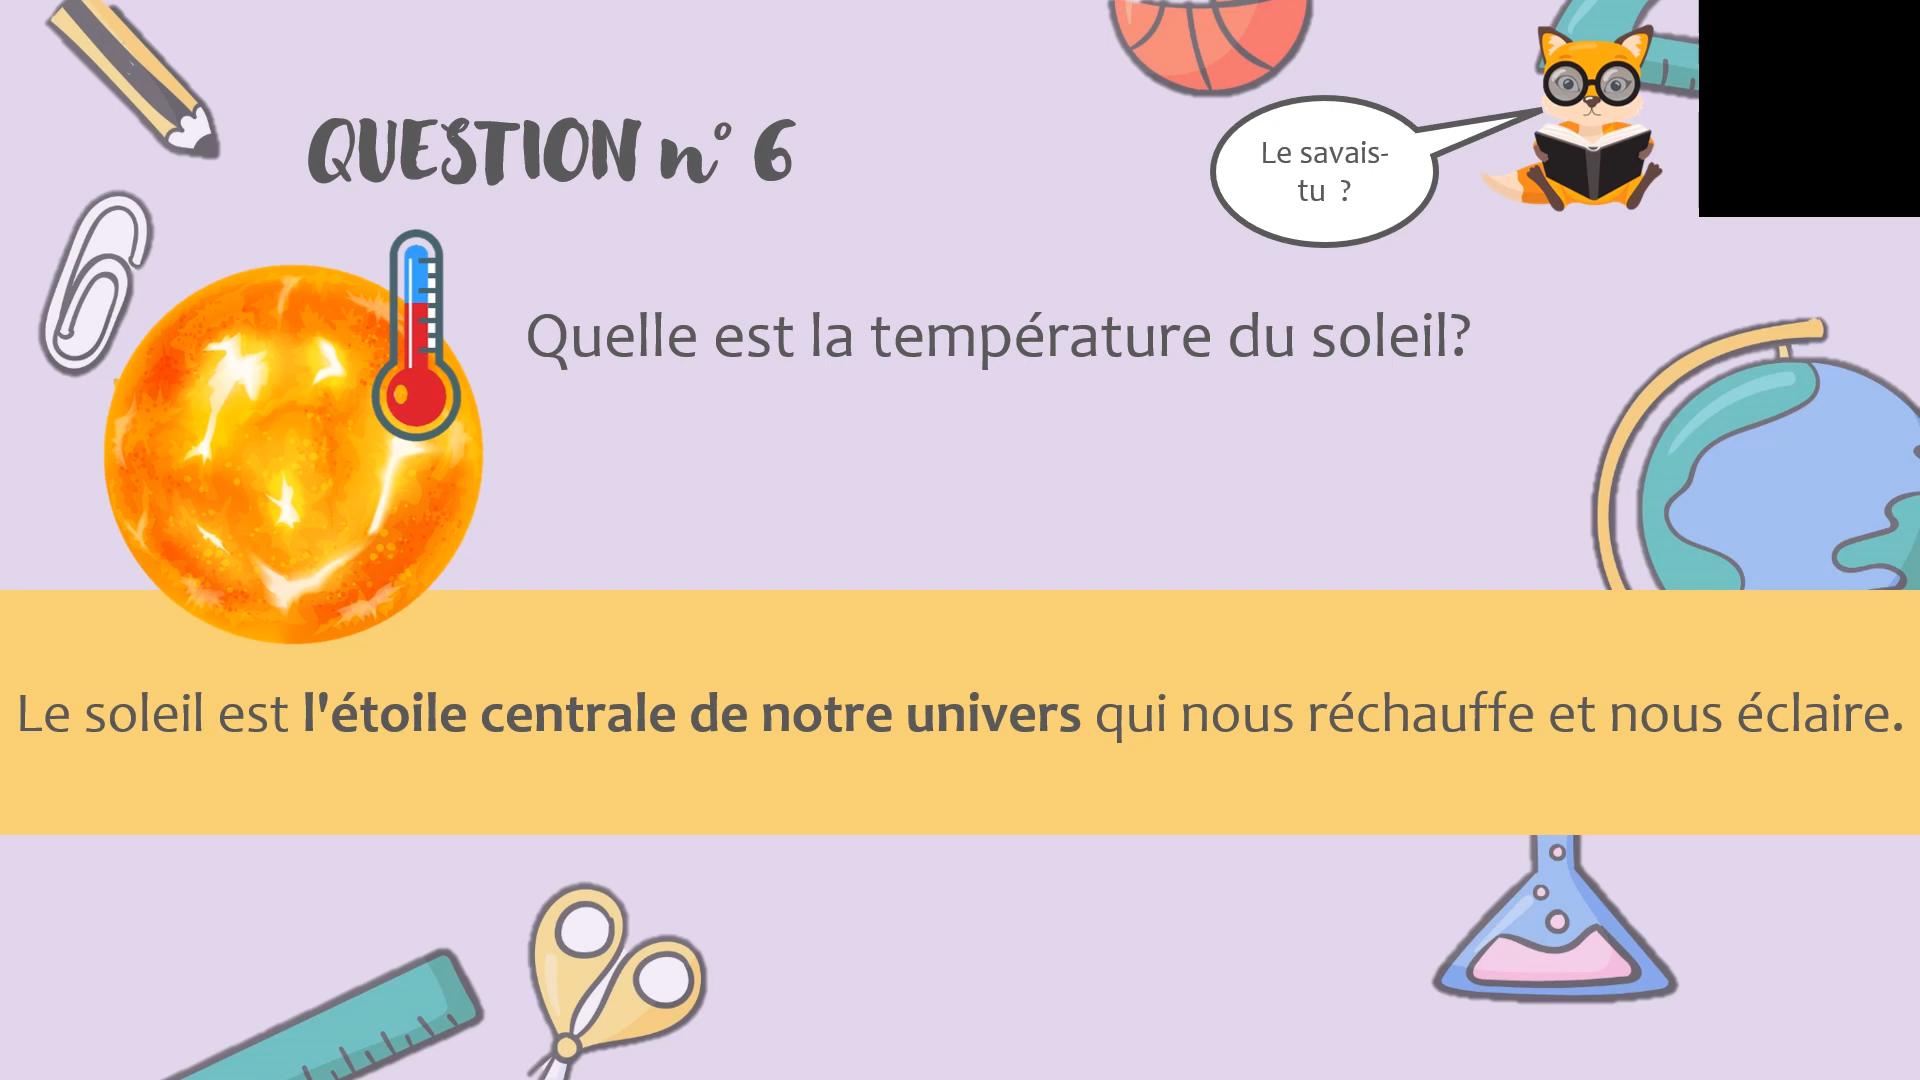 QUESTION n° 6
Le savais-
tu ?
Quelle est la température du soleil?
Le soleil est l'étoile centrale de notre univers qui nous réchauffe et nous éclaire.